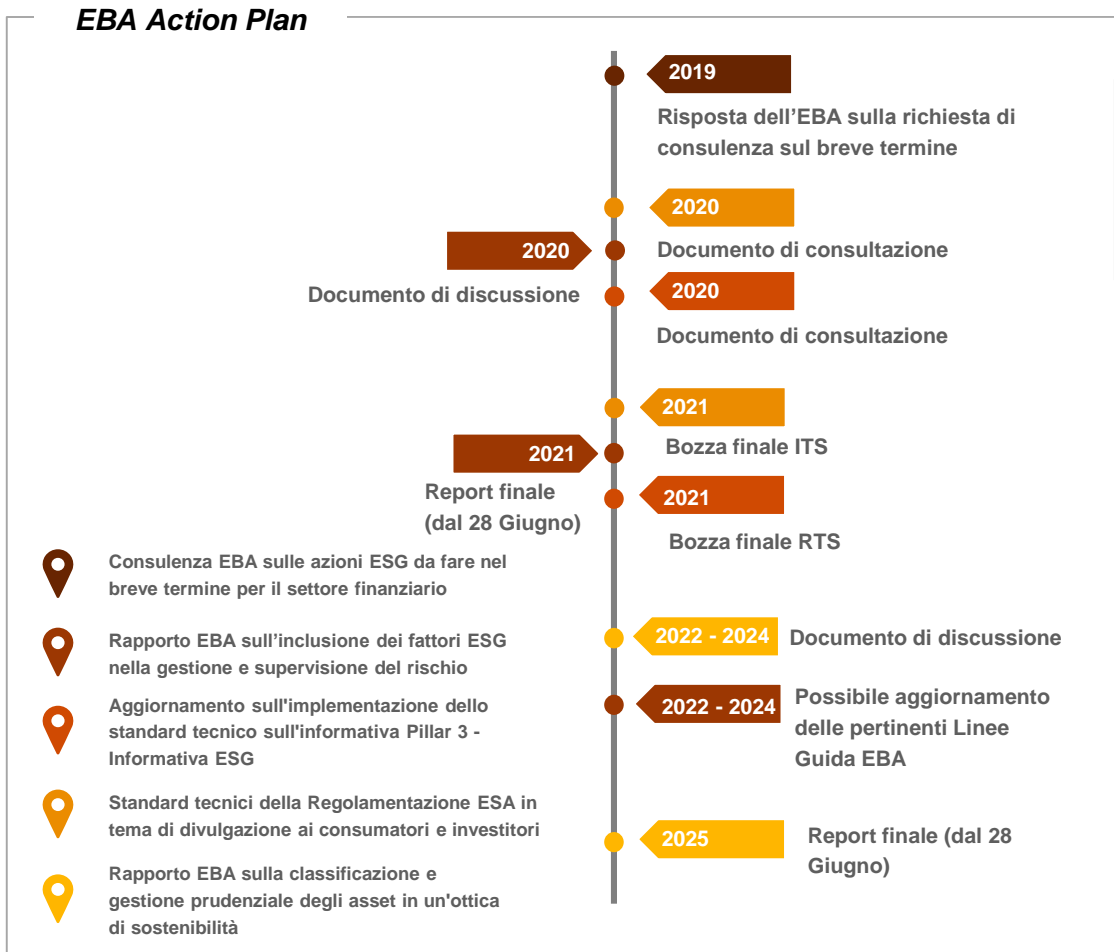 EBA Action Plan
2019
Risposta dell'EBA sulla richiesta di
consulenza sul breve termine
2020
Documento di consultazione
2020
Documento di discussione
2020
Documento di consultazione
2021
Bozza finale ITS
2021
Report finale
(dal 28 Giugno)
2021
Bozza finale RTS
2022 - 2024
Documento di discussione
2022 - 2024
Possibile aggiornamento
delle pertinenti Linee
Guida EBA
2025
Report finale (dal 28
Giugno)
Consulenza EBA sulle azioni ESG da fare nel
breve termine per il settore finanziario
Rapporto EBA sull'inclusione dei fattori ESG
nella gestione e supervisione del rischio
Aggiornamento sull'implementazione dello
standard tecnico sull'informativa Pillar 3 -
Informativa ESG
Standard tecnici della Regolamentazione ESA in
tema di divulgazione ai consumatori e investitori
Rapporto EBA sulla classificazione e
gestione prudenziale degli asset in un'ottica
di sostenibilità